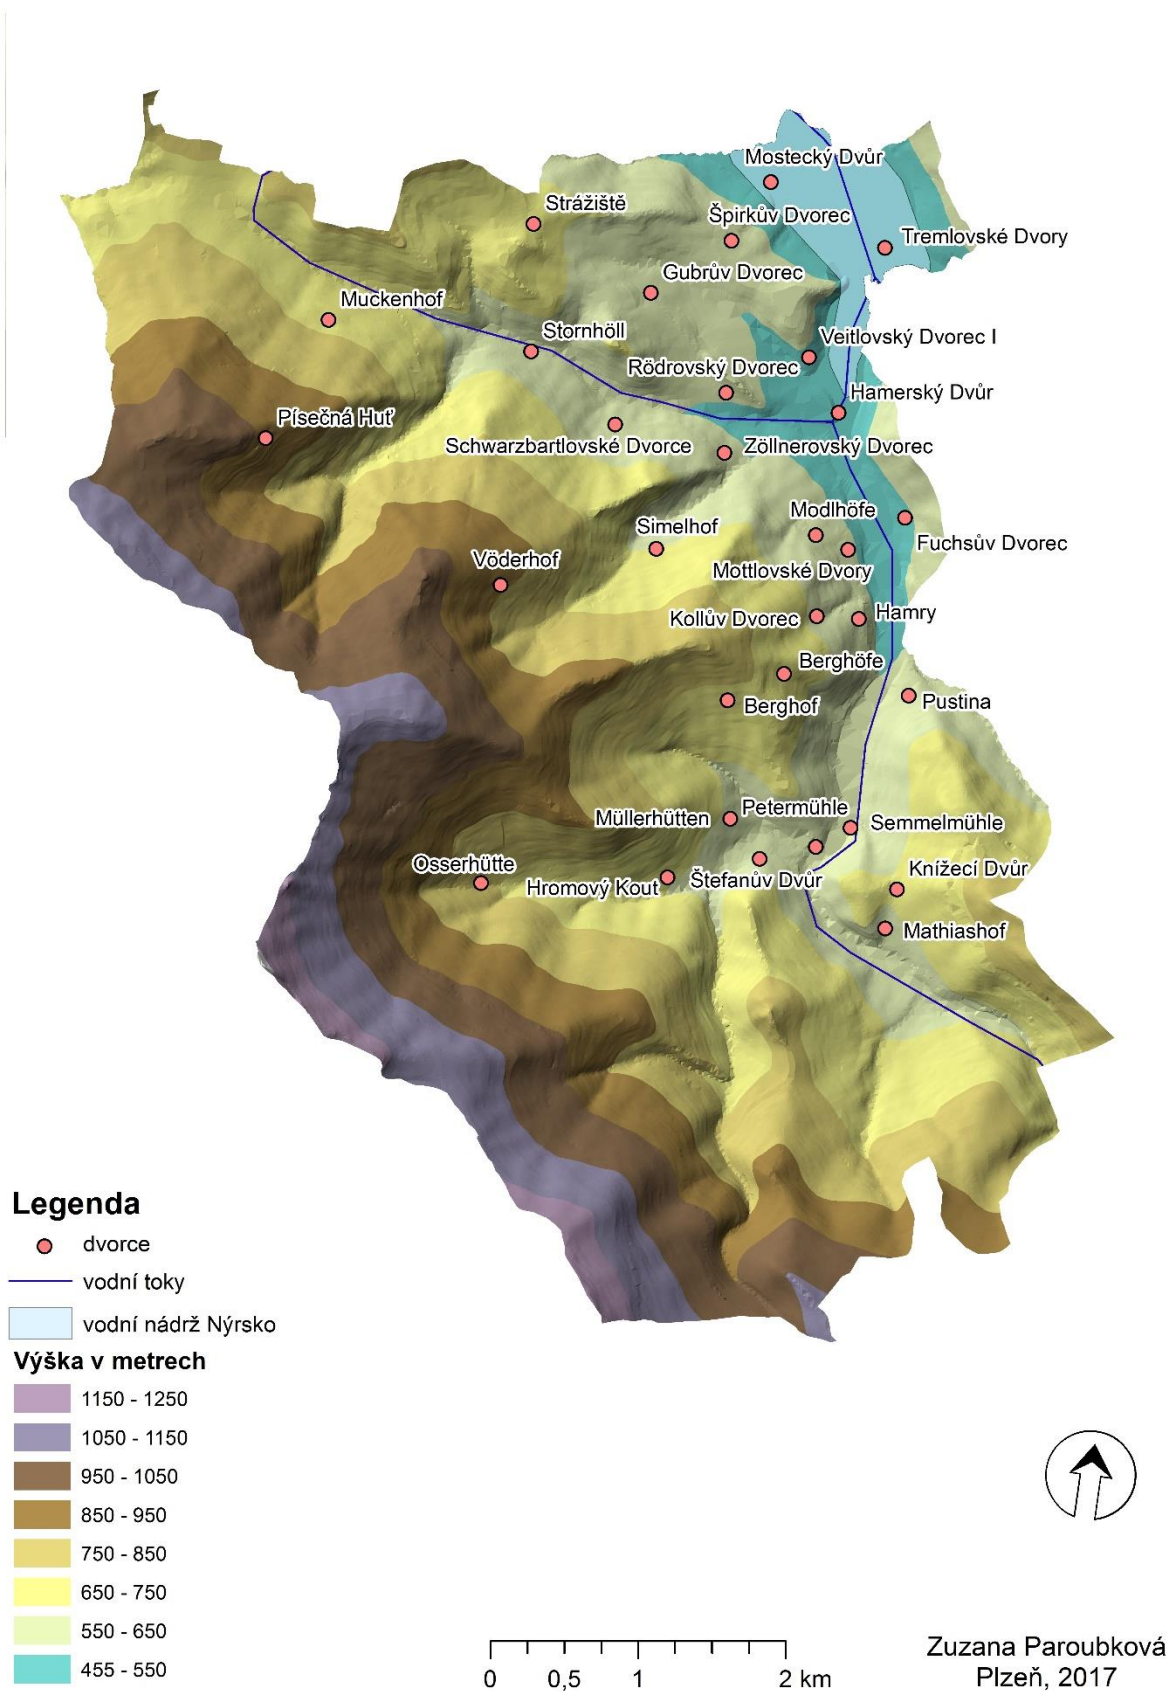 Mostecký Dvůr
Strážiště
Špirkův Dvorec
Tremlovské Dvory
Gubrův Dvorec
Muckenhof
Stornhöll
Veitlovský Dvorec I
Rödrovský Dvorec
Hamerský Dvůr
Písečná Huť
Schwarzbartlovské Dvorce
Zöllnerovský Dvorec
Modlhöfe
Simelhof
Fuchsův Dvorec
Vöderhof
Mottlovské Dvory
Kollův Dvorec
Hamry
Berghöfe
Berghof
Pustina
Petermühle
Müllerhütten
Semmelmühle
Osserhütte
Knížecí Dvůr
Hromový Kout
Štefanův Dvůr
Mathiashof
Legenda
dvorce
vodní toky
vodní nádrž Nýrsko
Výška v metrech
1150 - 1250
1050 - 1150
950 - 1050
850 - 950
750 - 850
650 - 750
550 - 650
455 - 550
0 0,5 1 2 km
Zuzana Paroubková
Plzeň, 2017